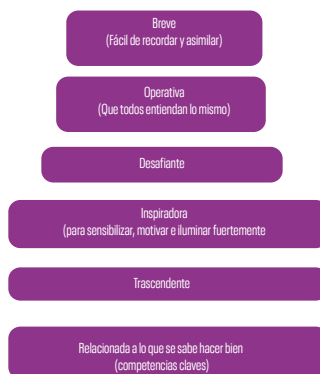 Breve
(Fácil de recordar y asimilar)
Operativa
(Que todos entiendan lo mismo)
Desafiante
Inspiradora
(para sensibilizar, motivar e iluminar fuertemente
Trascendente
Relacionada a lo que se sabe hacer bien
(competencias claves)